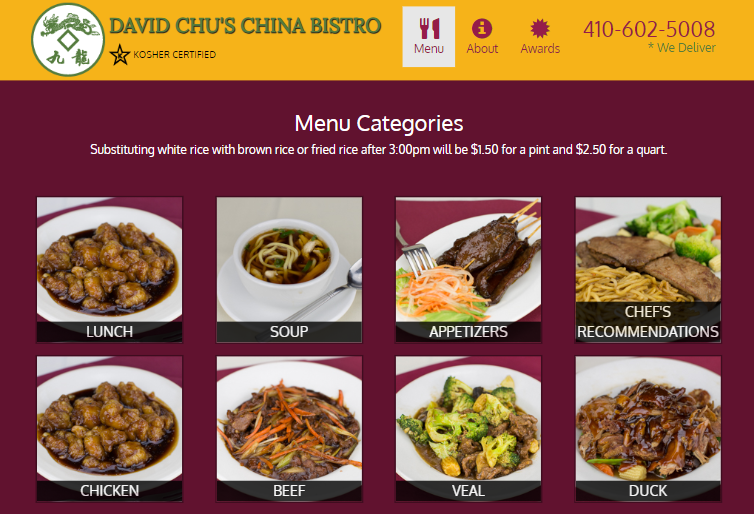 DAVID CHU'S CHINA BISTRO
九龍
KOSHER CERTIFIED
Menu
About
Awards
410-602-5008
* We Deliver
Menu Categories
Substituting white rice with brown rice or fried rice after 3:00pm will be $1.50 for a pint and $2.50 for a quart.
LUNCH
SOUP
APPETIZERS
CHEF'S
RECOMMENDATIONS
CHICKEN
BEEF
VEAL
DUCK